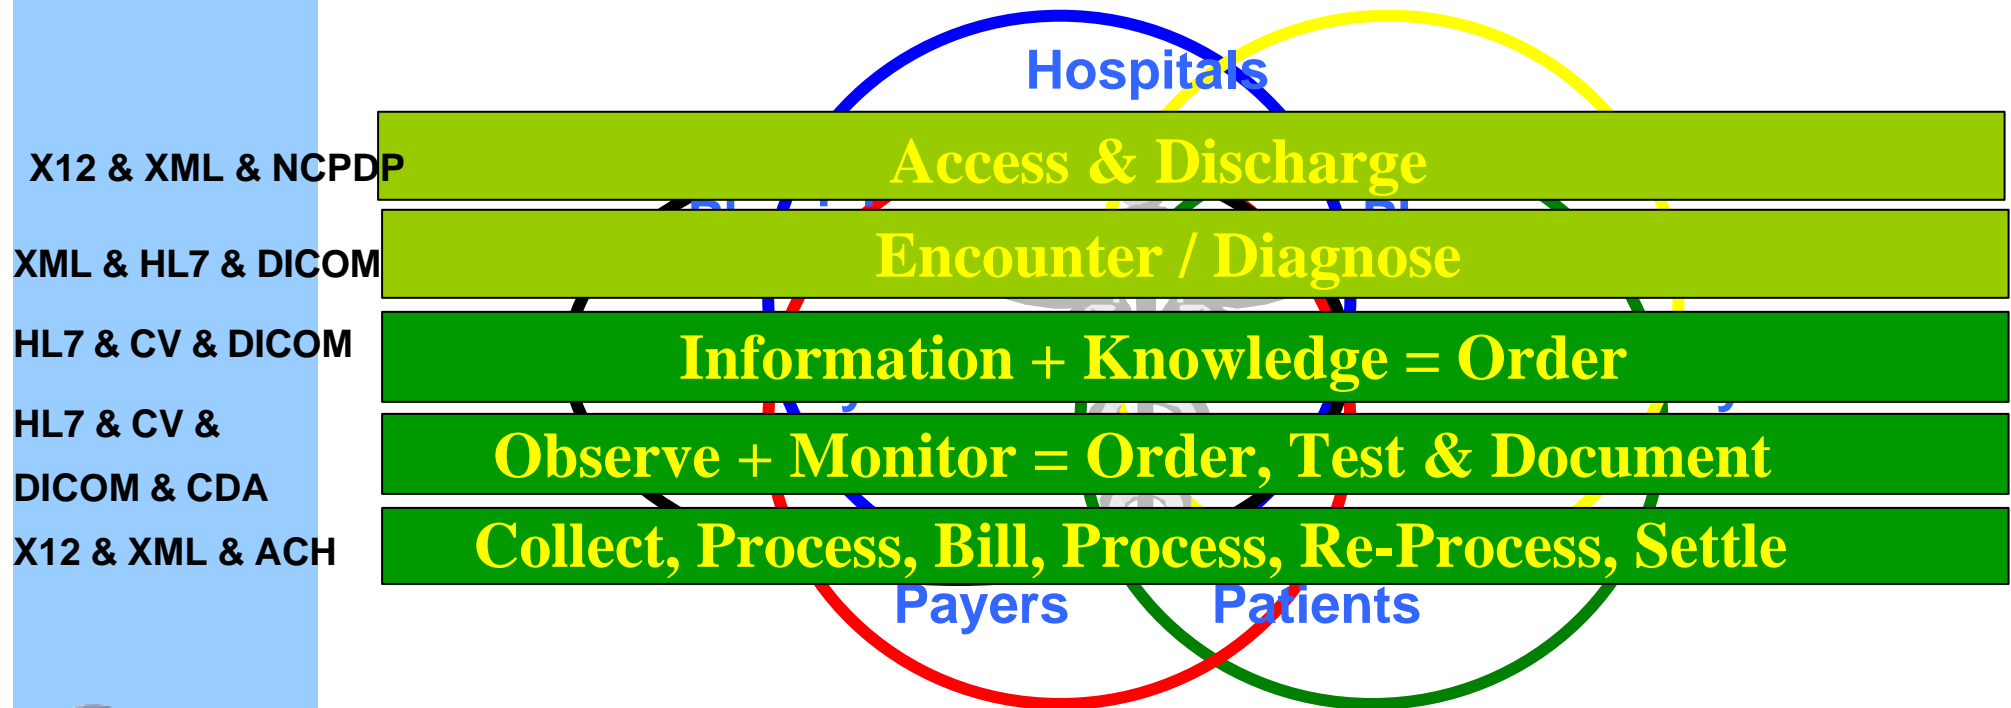 Hospitals
X12 & XML & NCPDP
Access & Discharge
XML & HL7 & DICOM
Encounter / Diagnose
HL7 & CV & DICOM
Information + Knowledge = Order
HL7 & CV &
DICOM & CDA
Observe + Monitor = Order, Test & Document
X12 & XML & ACH
Collect, Process, Bill, Process, Re-Process, Settle
Payers
Patients